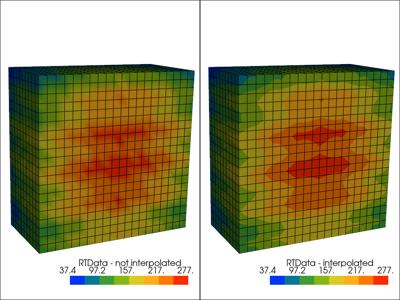 RTData - not interpolated
37.4 97.2 157. 217. 277.
RTData - interpolated
37.4 97.2 157. 217. 277.